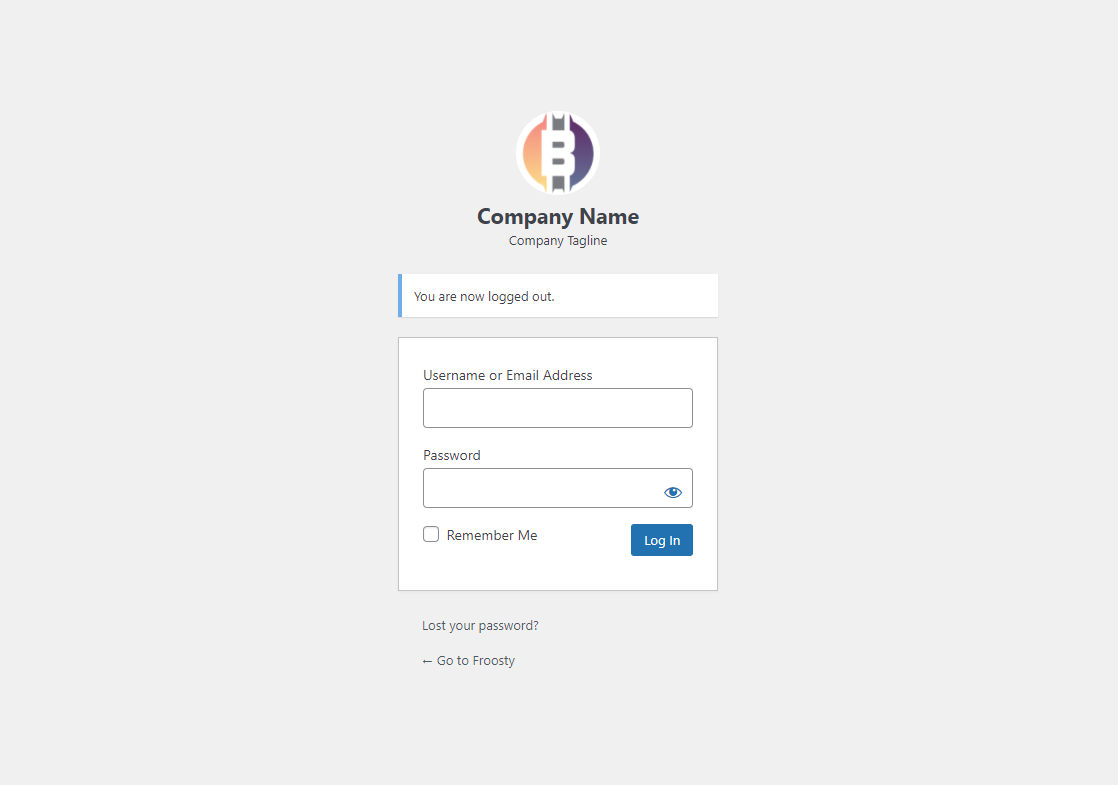 B
Company Name
Company Tagline
You are now logged out.
Username or Email Address
Password
Remember Me
Log In
Lost your password?
← Go to Froosty